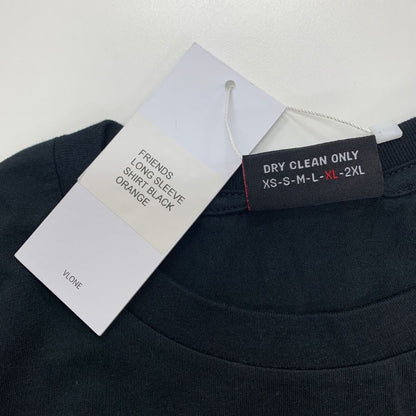 FRIENDS
LONG SLEEVE
SHIRT BLACK
ORANGE
VLONE
DRY CLEAN ONLY
XS-S-M-L-XL-2XL